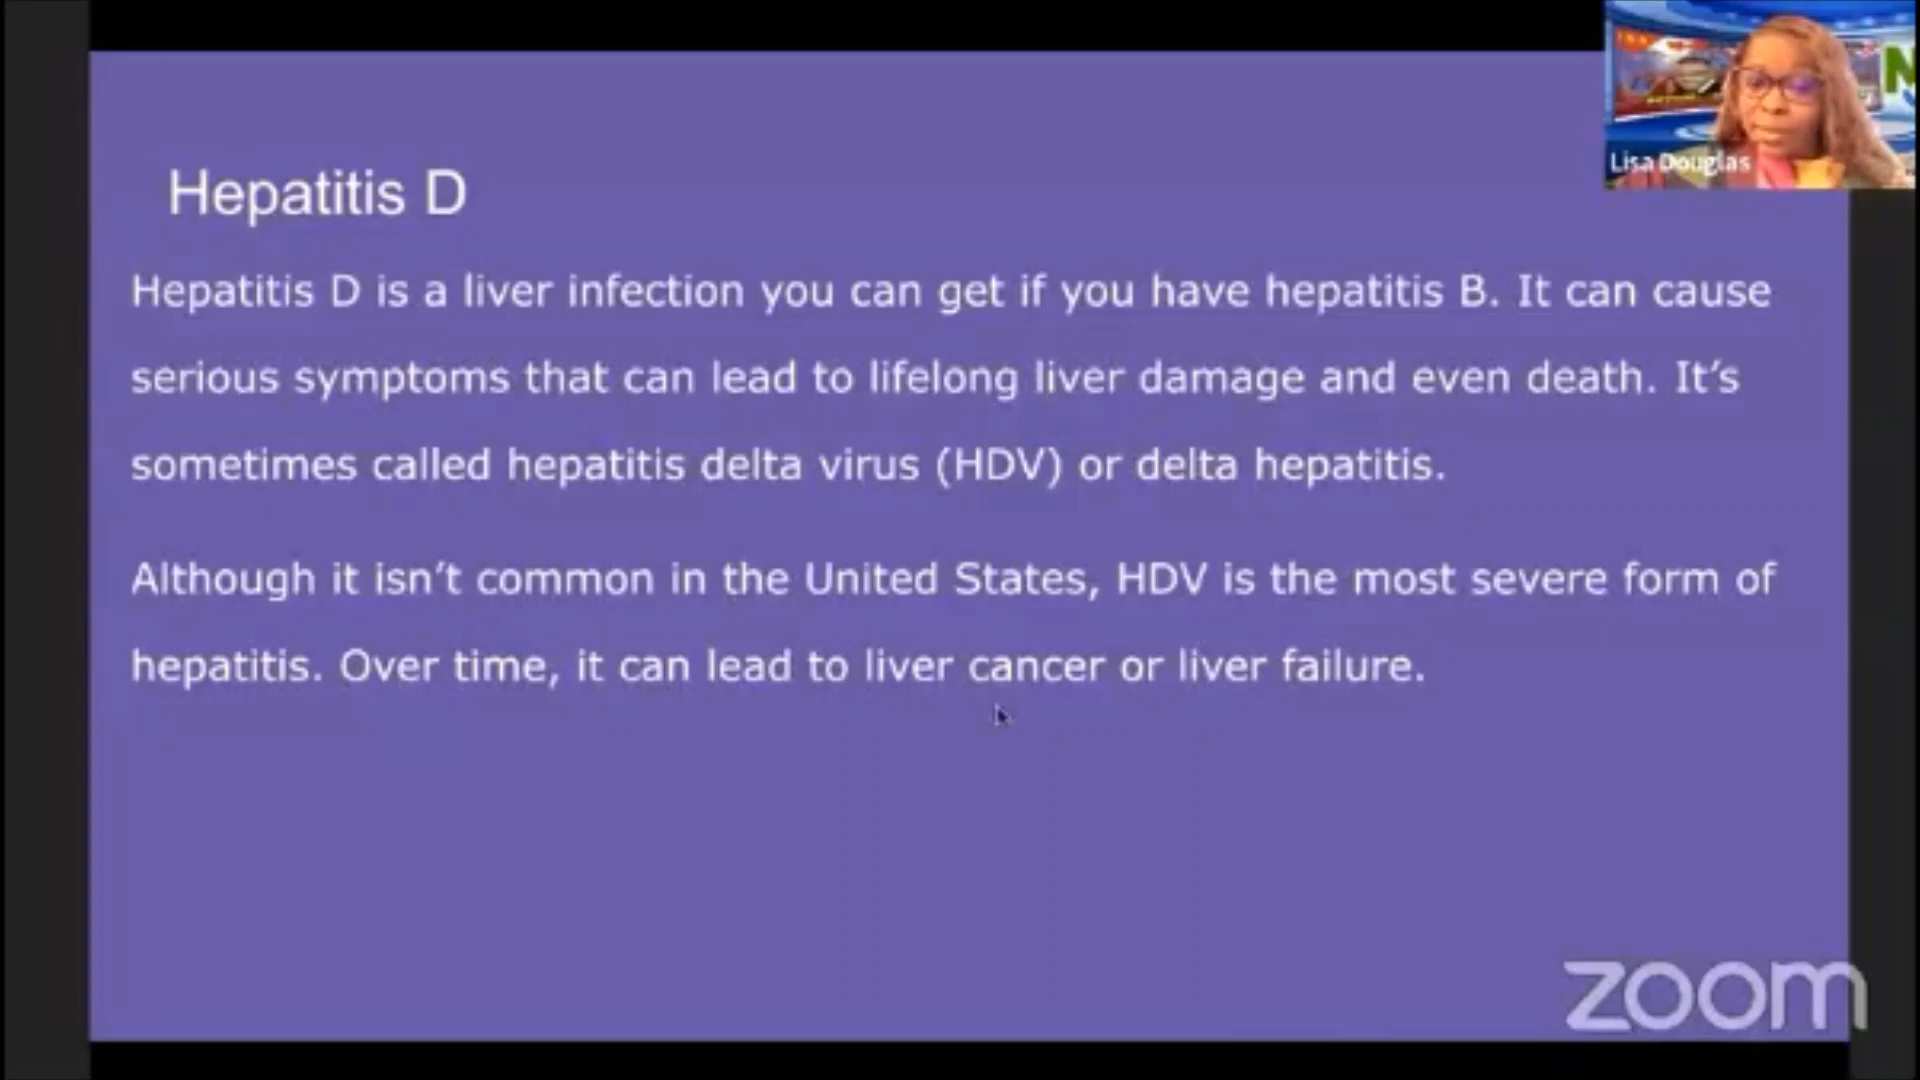 Lisa Douglas
Hepatitis D
Hepatitis D is a liver infection you can get if you have hepatitis B. It can cause
serious symptoms that can lead to lifelong liver damage and even death. It’s
sometimes called hepatitis delta virus (HDV) or delta hepatitis.
Although it isn’t common in the United States, HDV is the most severe form of
hepatitis. Over time, it can lead to liver cancer or liver failure.
zoom